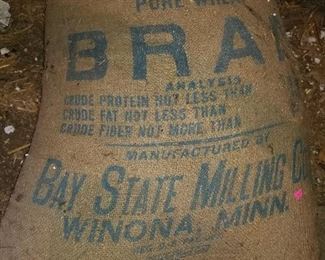 PURE WHEA
BRA
ANALYSIS
CRUDE PROTEIN NOT LESS THAN
CRUDE FAT NOT LESS THAN
CRUDE FIBER NOT MORE THAN
MANUFACTURED BY
BAY STATE MILLING CO
WINONA, MINN.